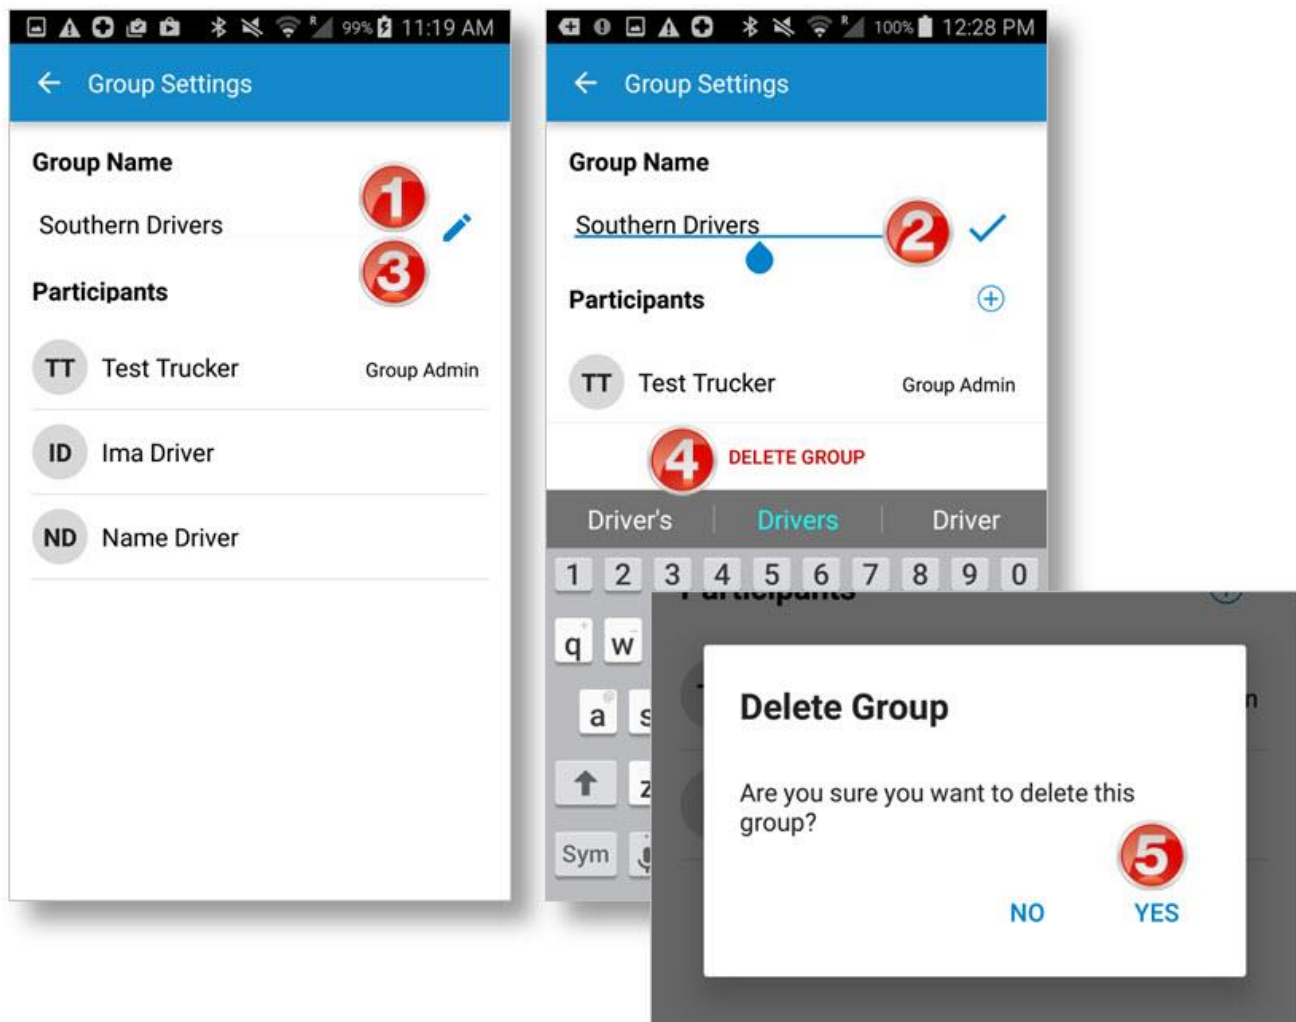 99% 11:19 AM
Group Settings
Group Name
1
Southern Drivers
3
Participants
TT Test Trucker Group Admin
ID Ima Driver
ND Name Driver
100% 12:28 PM
Group Settings
Group Name
Southern Drivers 2
Participants
TT Test Trucker Group Admin
4 DELETE GROUP
Driver's Drivers Driver
1 2 3 4 5 6 7 8 9 0
q w
a s
z
Sym
Participants
Delete Group
Are you sure you want to delete this
group?
5
NO YES